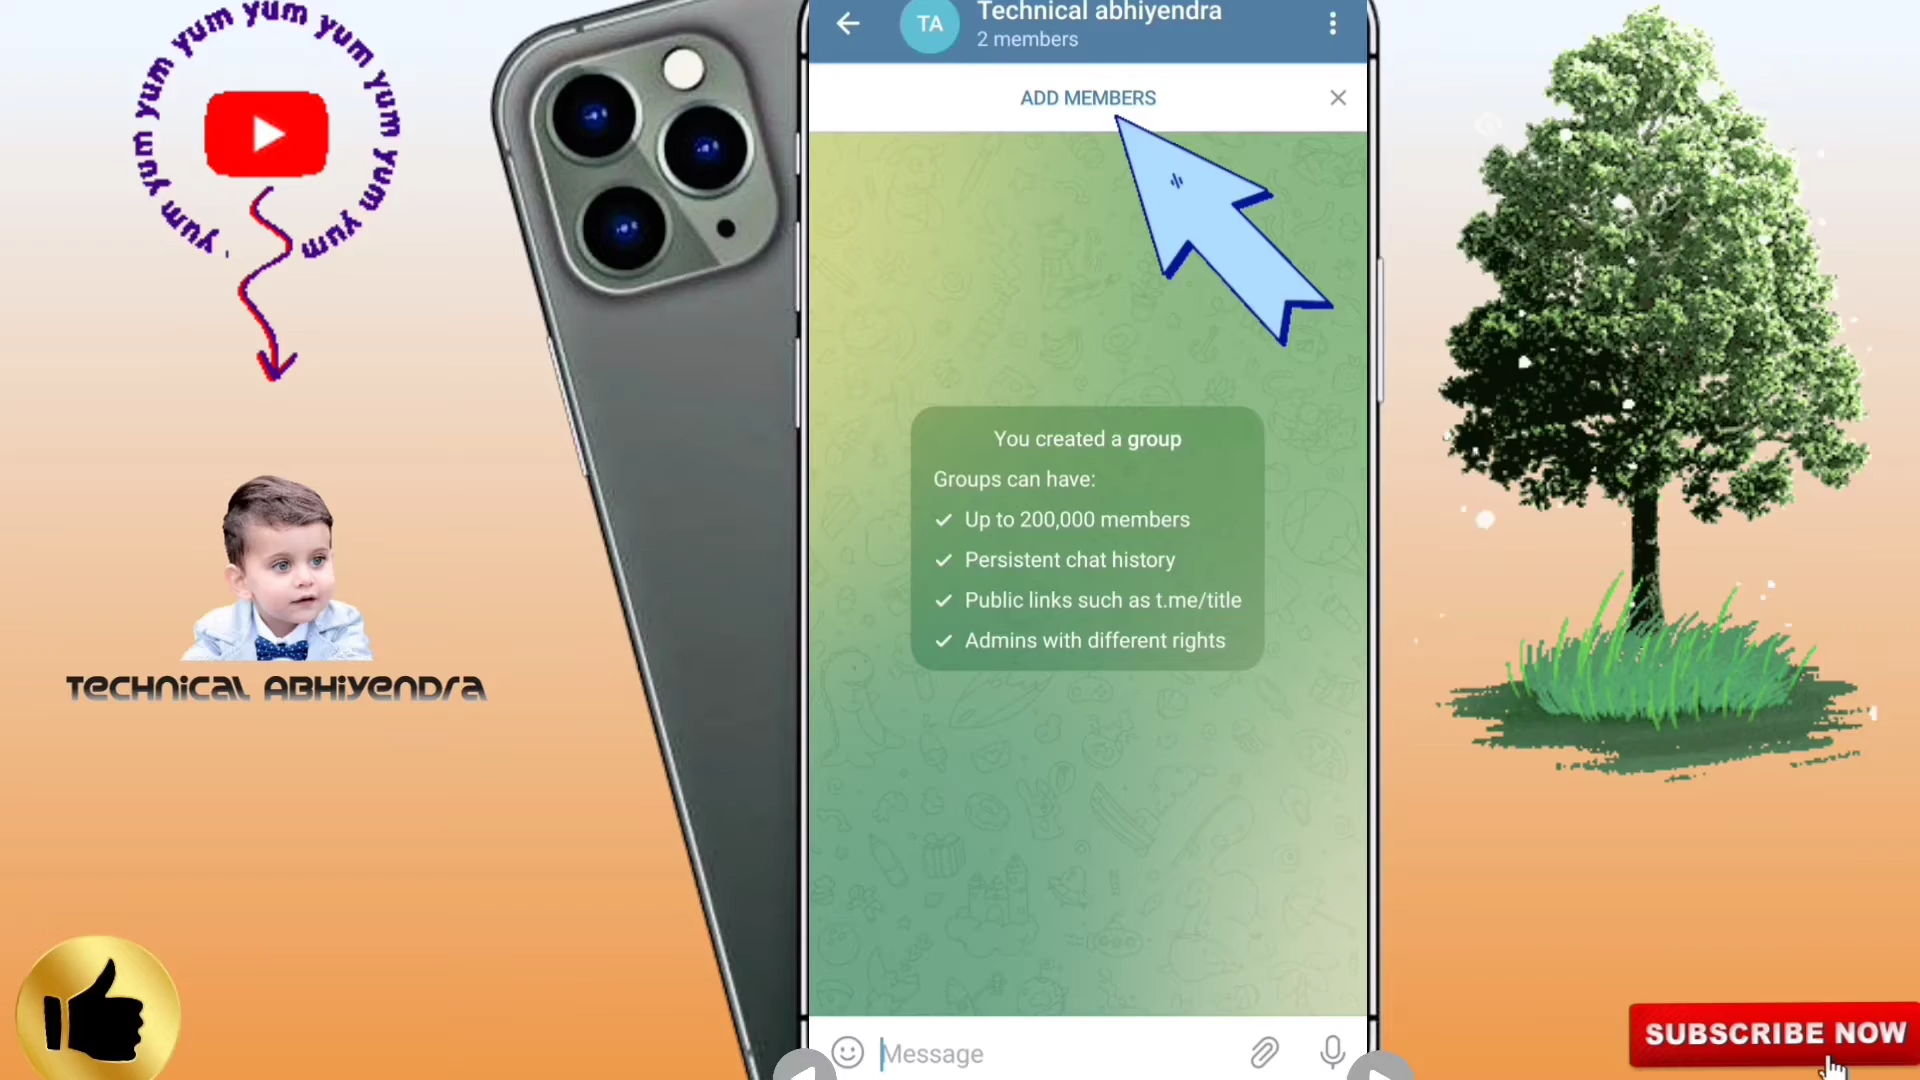 yum yum yum yum yum yum yum yum yum
TECHNICAL ABHIYENDRA
TA
Technical abhiyendra
2 members
ADD MEMBERS
You created a group
Groups can have:
Up to 200,000 members
Persistent chat history
Public links such as t.me/title
Admins with different rights
Message
SUBSCRIBE NOW